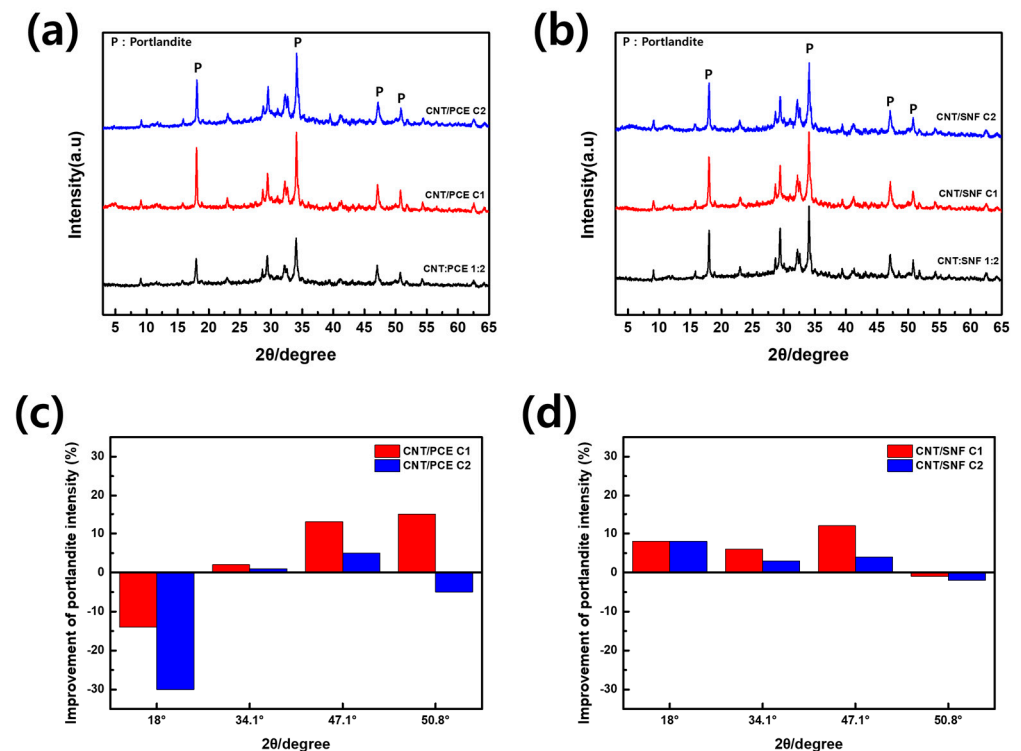 (a)
P : Portlandite
P
P
P
P
CNT/PCE C2
CNT/PCE C1
CNT:PCE 1:2
Intensity(a.u)
5 10 15 20 25 30 35 40 45 50 55 60 65
2θ/degree
(b)
P : Portlandite
P
P
P
P
CNT/SNF C2
CNT/SNF C1
CNT:SNF 1:2
Intensity(a.u)
5 10 15 20 25 30 35 40 45 50 55 60 65
2θ/degree
(c)
CNT/PCE C1
CNT/PCE C2
Improvement of portlandite intensity (%)
30
20
10
0
-10
-20
-30
18° 34.1° 47.1° 50.8°
2θ/degree
(d)
CNT/SNF C1
CNT/SNF C2
Improvement of portlandite intensity (%)
30
20
10
0
-10
-20
-30
18° 34.1° 47.1° 50.8°
2θ/degree